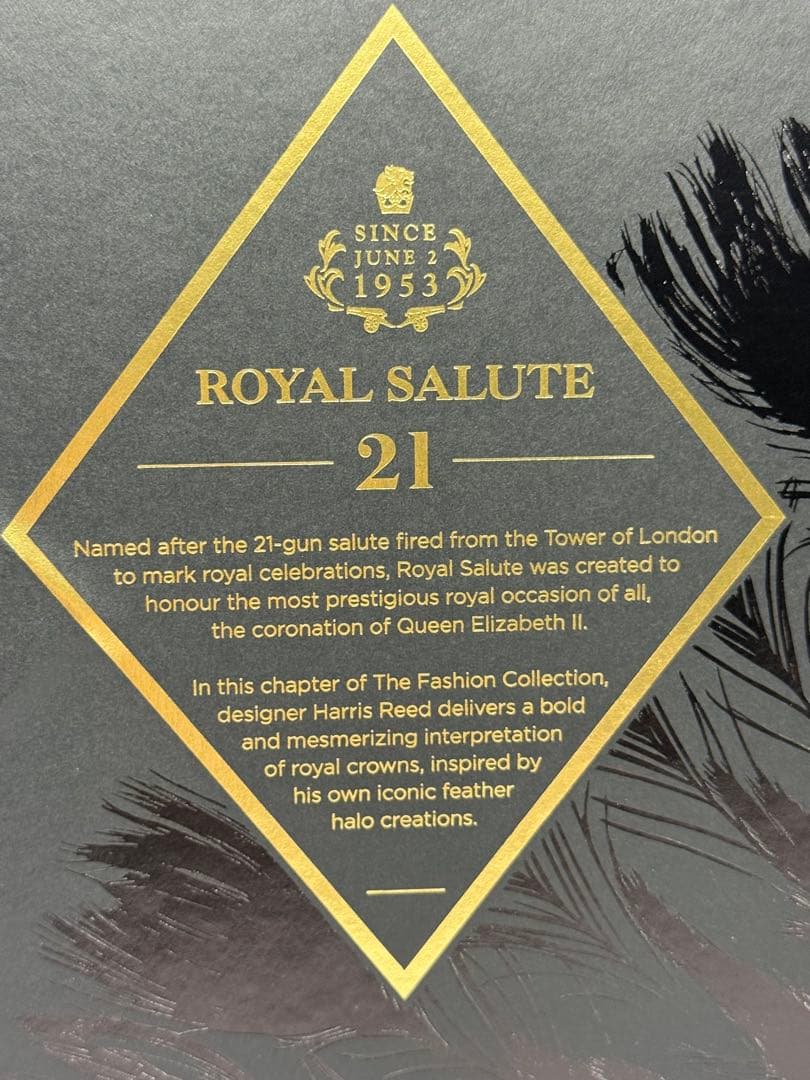 SINCE
JUNE 2
1953
ROYAL SALUTE
21
Named after the 21-gun salute fired from the Tower of London
to mark royal celebrations, Royal Salute was created to
honour the most prestigious royal occasion of all,
the coronation of Queen Elizabeth II.
In this chapter of The Fashion Collection,
designer Harris Reed delivers a bold
and mesmerizing interpretation
of royal crowns, inspired by
his own iconic feather
halo creations.